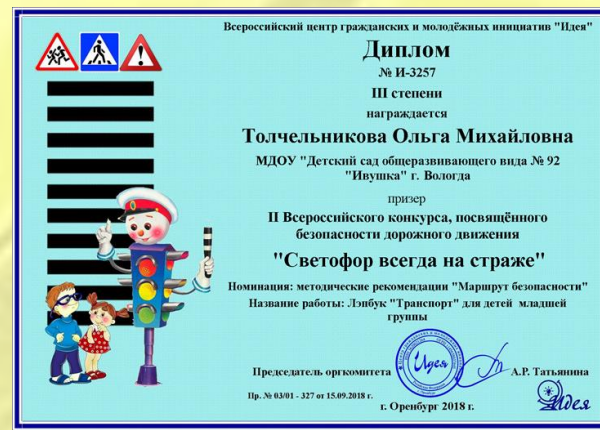 Всероссийский центр гражданских и молодёжных инициатив "Идея"
Диплом
№ И-3257
III степени
награждается
Толчельникова Ольга Михайловна
МДОУ "Детский сад общеразвивающего вида № 92
"Ивушка" г. Вологда
призер
II Всероссийского конкурса, посвящённого
безопасности дорожного движения
"Светофор всегда на страже"
Номинация: методические рекомендации "Маршрут безопасности"
Название работы: Лэпбук "Транспорт" для детей младшей
группы
Председатель оргкомитета
Идея
А.Р. Татьянина
Пр. № 03/01 - 327 от 15.09.2018 г.
г. Оренбург 2018 г.
Идея